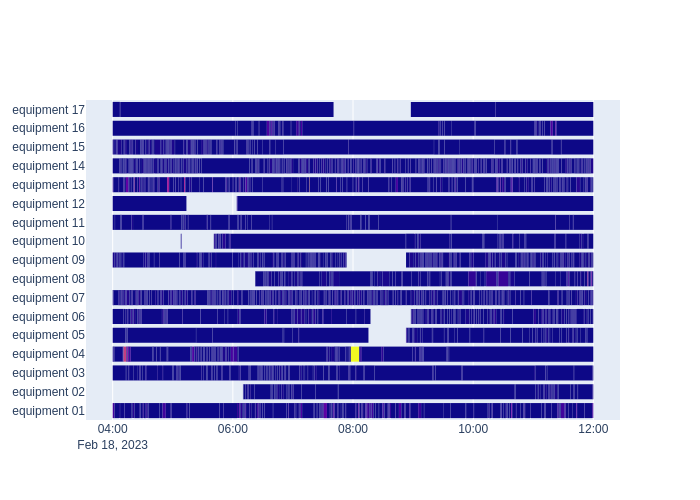 equipment 17
equipment 16
equipment 15
equipment 14
equipment 13
equipment 12
equipment 11
equipment 10
equipment 09
equipment 08
equipment 07
equipment 06
equipment 05
equipment 04
equipment 03
equipment 02
equipment 01
04:00 06:00 08:00 10:00 12:00
Feb 18, 2023